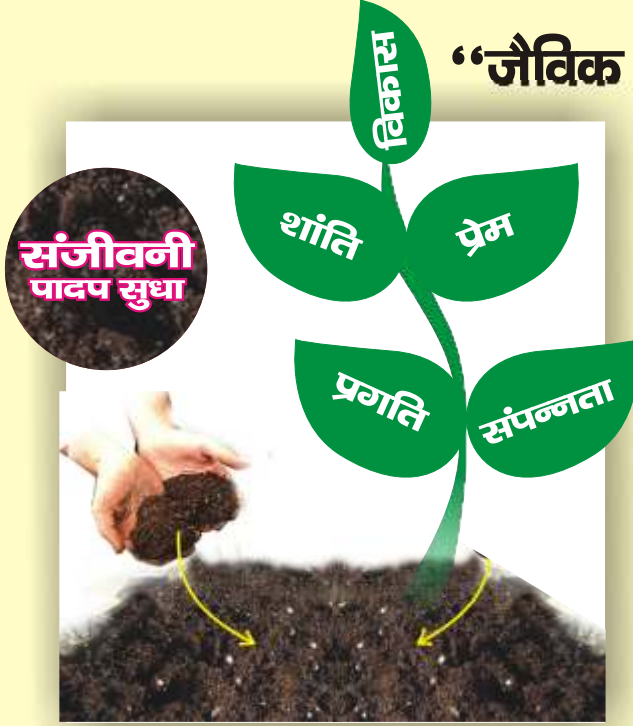 “जैविक
विकास
शांति
प्रेम
संजीवनी
पादप सुधा
प्रगति
संपन्नता